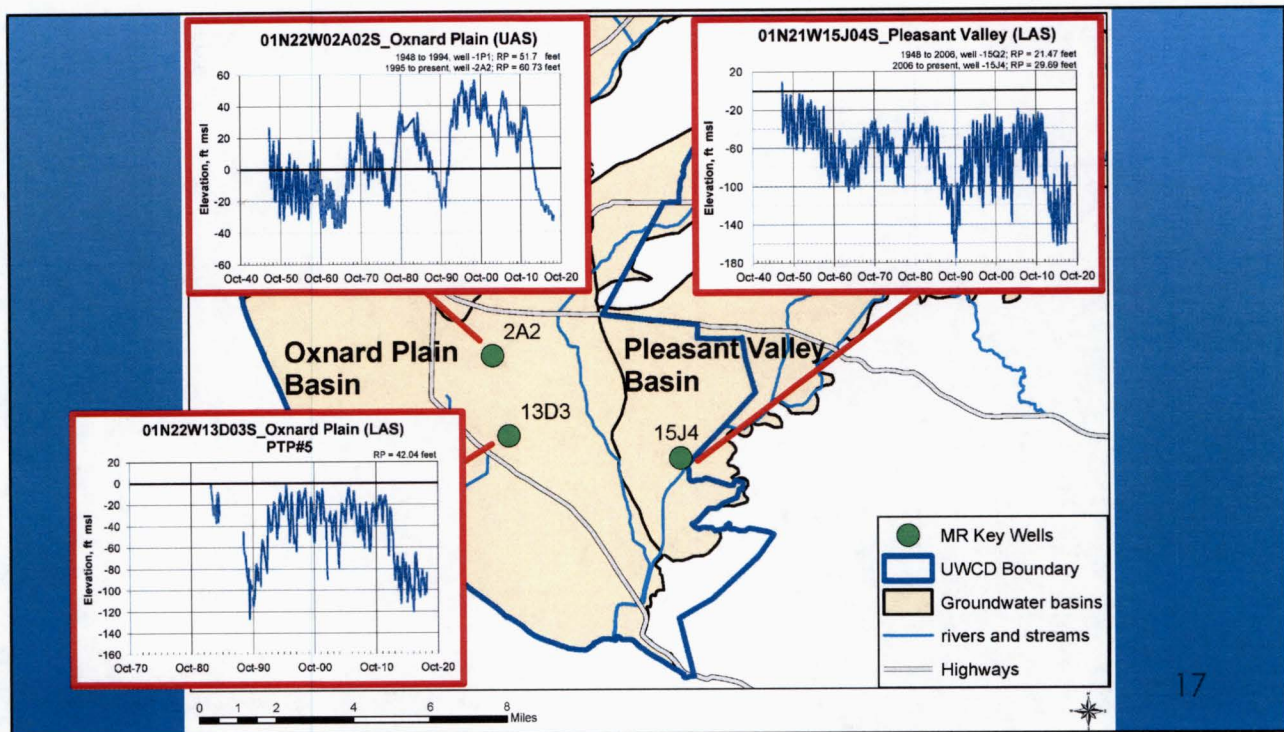 01N22W02A02S_Oxnard Plain (UAS)
1948 to 1994, well -1P1; RP = 51.7 feet
1995 to present, well -2A2; RP = 60.73 feet
60
40
20
0
-20
-40
-60
Elevation, ft msl
Oct-40 Oct-50 Oct-60 Oct-70 Oct-80 Oct-90 Oct-00 Oct-10 Oct-20
01N21W15J04S_Pleasant Valley (LAS)
1948 to 2006, well -15Q2; RP = 21.47 feet
2006 to present, well -15J4; RP = 29.69 feet
20
0
-20
-60
-100
-140
-180
Elevation, ft msl
Oct-40 Oct-50 Oct-60 Oct-70 Oct-80 Oct-90 Oct-00 Oct-10 Oct-20
2A2
Oxnard Plain
Basin
Pleasant Valley
Basin
13D3
15J4
01N22W13D03S_Oxnard Plain (LAS)
PTP#5
RP = 42.04 feet
20
0
-20
-40
-60
-80
-100
-120
-140
-160
Elevation, ft msl
Oct-70 Oct-80 Oct-90 Oct-00 Oct-10 Oct-20
MR Key Wells
UWCD Boundary
Groundwater basins
rivers and streams
Highways
0 1 2 4 6 8
Miles
17